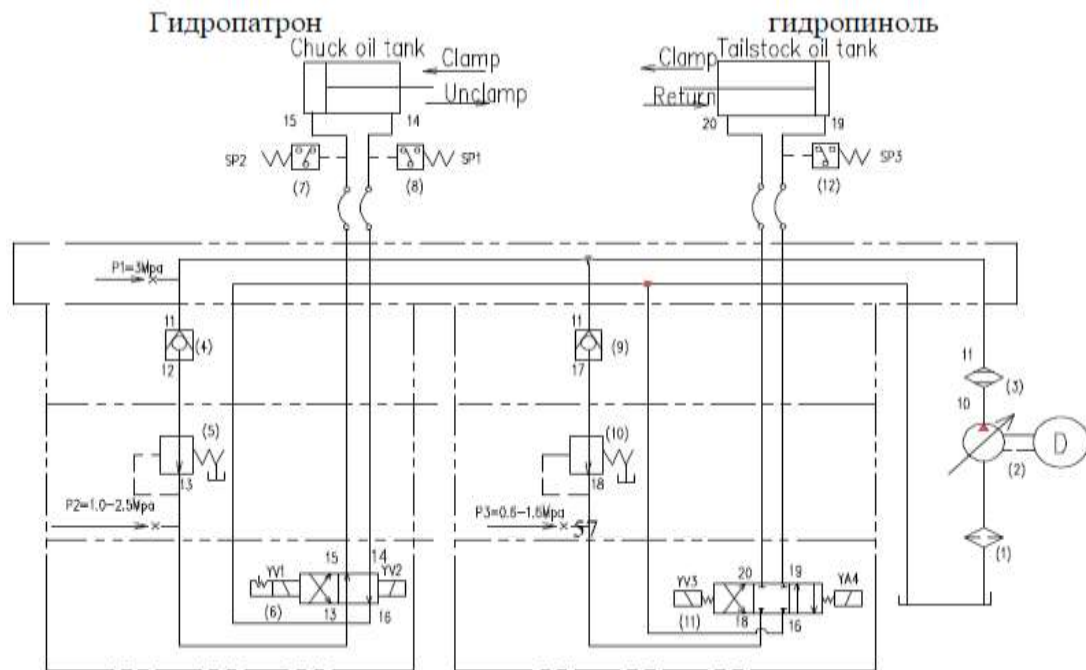 Гидропатрон гидропиноль
Chuck oil tank Tailstock oil tank
Clamp Clamp
Unclamp Return
15 14 20 19
SP2 SP1 SP3
(7) (8) (12)
P1=3Mpa
11 11 11
(4) (9) (3)
12 17 10
(5) (10) D
(2)
13 18
P2=1.0-2.5Mpa P3=0.6-1.6Mpa
57 (1)
15 14 20 19
YV1 YV2 YV3 YA4
(6) 13 16 (11) 18 16